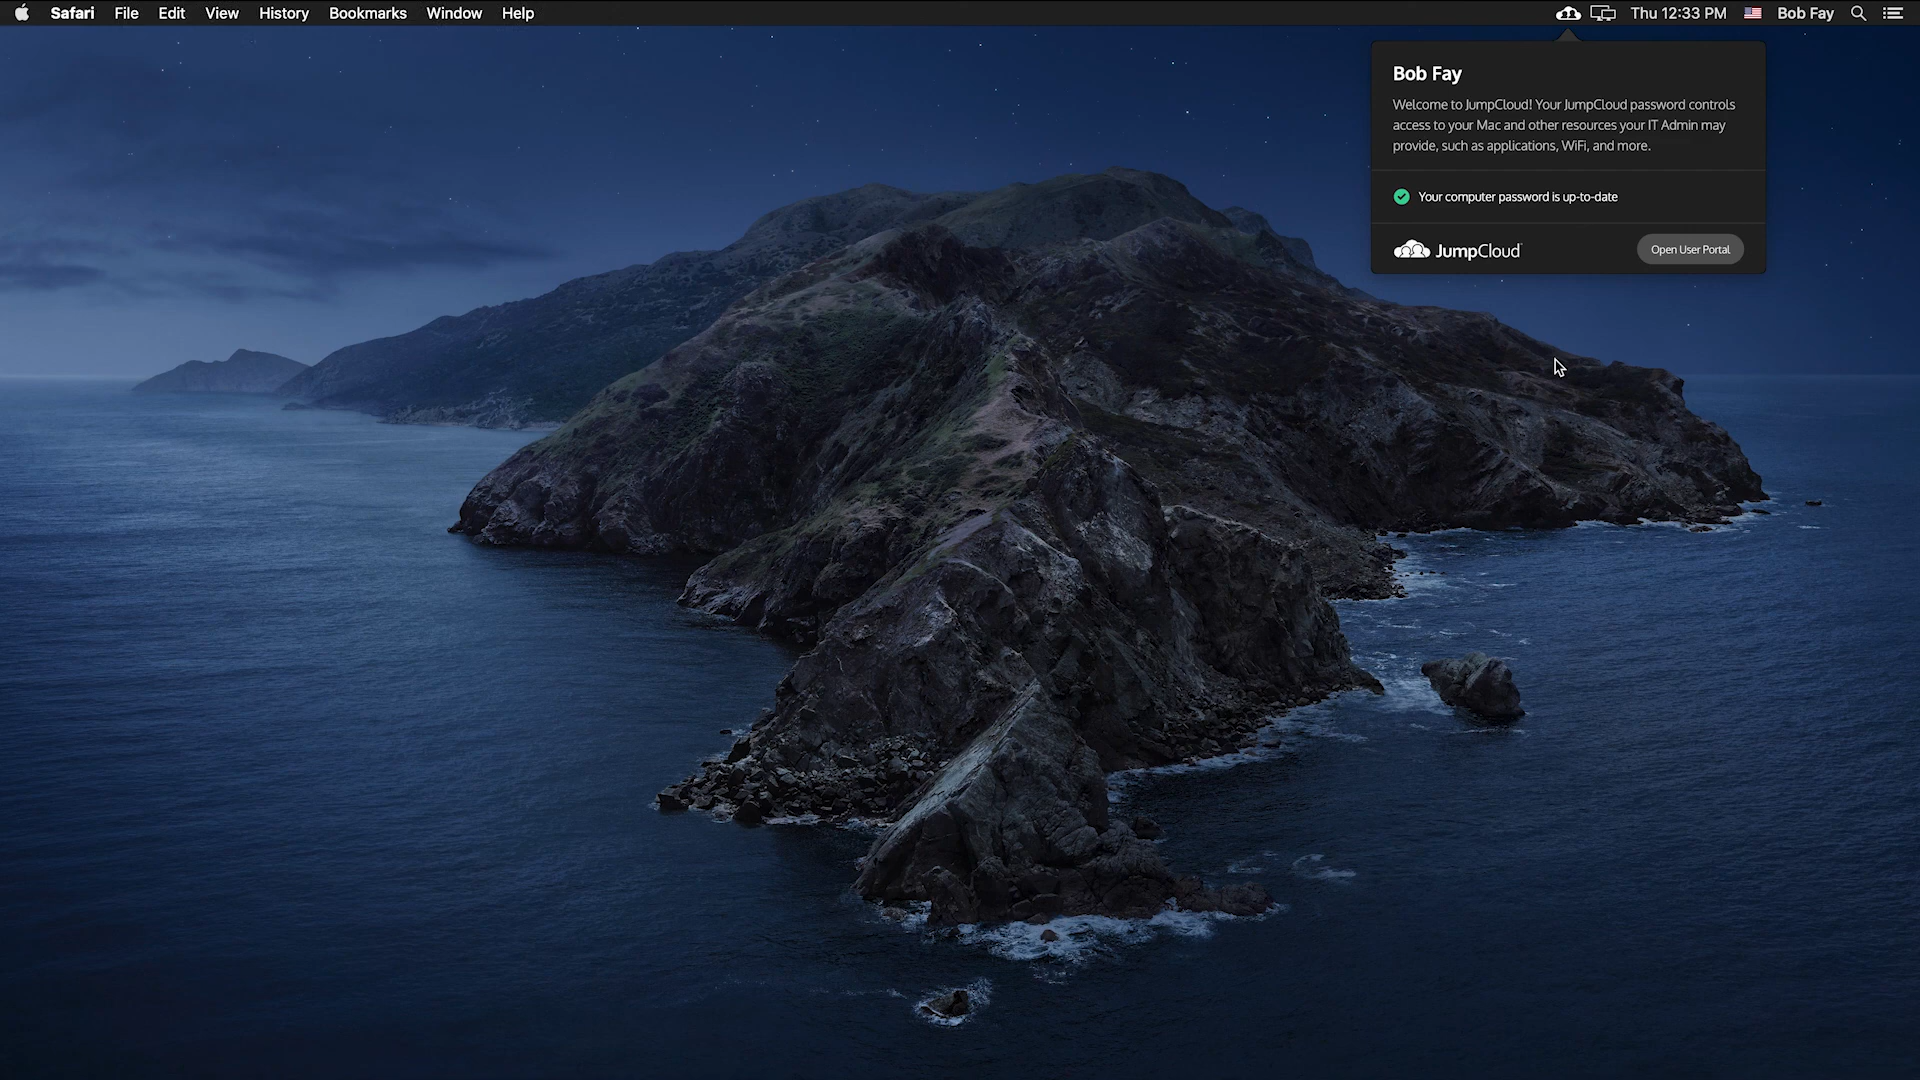 Safari File Edit View History Bookmarks Window Help Thu 12:33 PM Bob Fay
Bob Fay
Welcome to JumpCloud! Your JumpCloud password controls
access to your Mac and other resources your IT Admin may
provide, such as applications, WiFi, and more.
Your computer password is up-to-date
JumpCloud Open User Portal